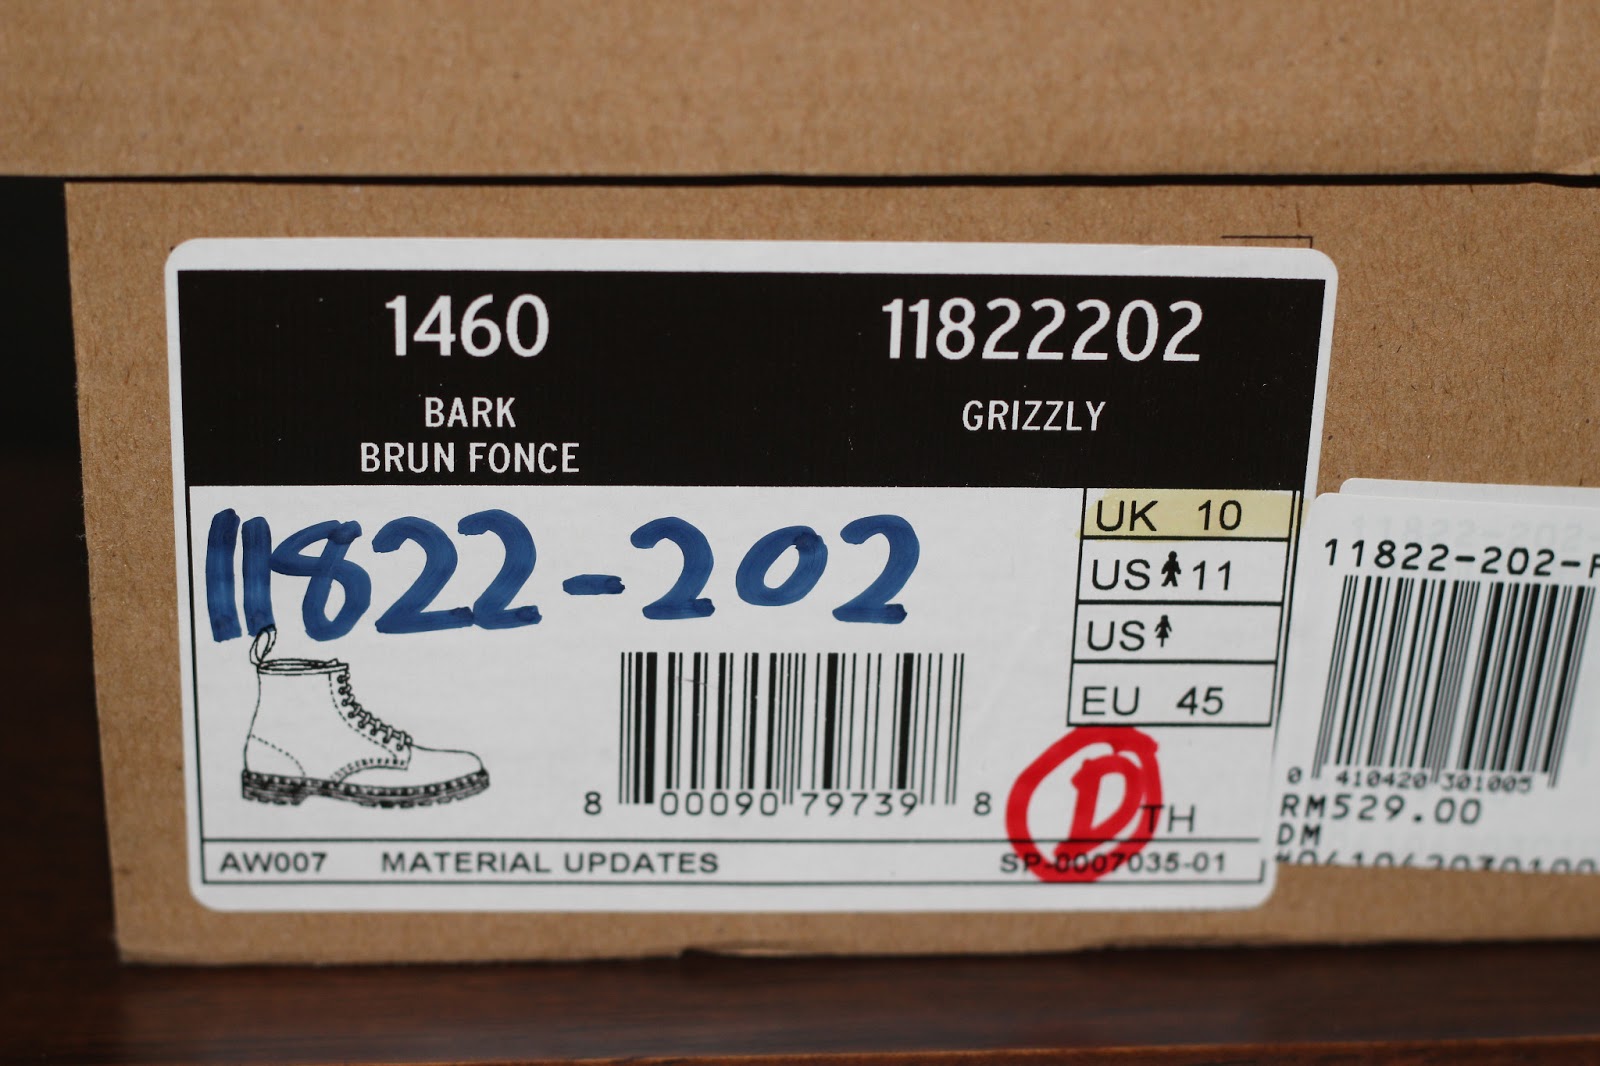 1460
11822202
BARK
GRIZZLY
BRUN FONCE
11822-202
UK 10
US 11
US
EU 45
8 00090 79739 8
D
TH
AW007 MATERIAL UPDATES SP-0007035-01
11822-202-F
0 410420 301005
RM529.00
DM